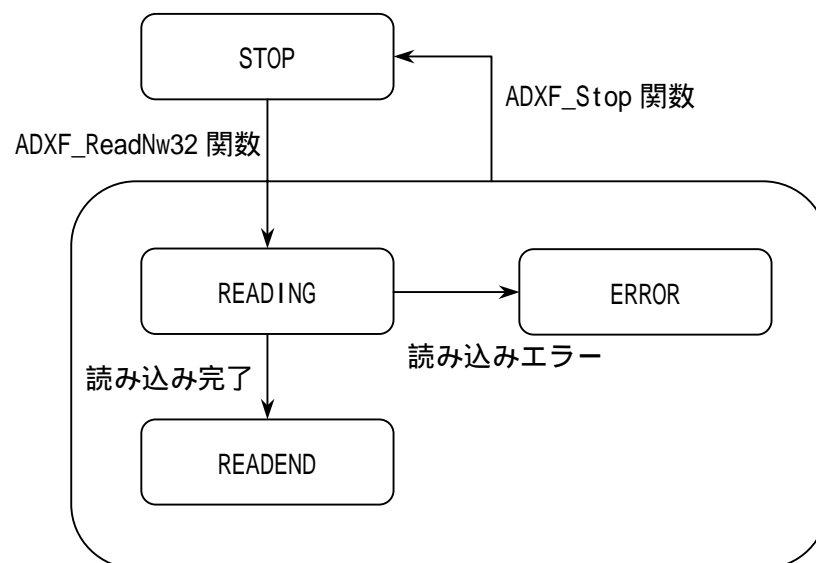 STOP
ADXF_Stop 関数
ADXF_ReadNw32 関数
READING
ERROR
読み込みエラー
読み込み完了
READEND